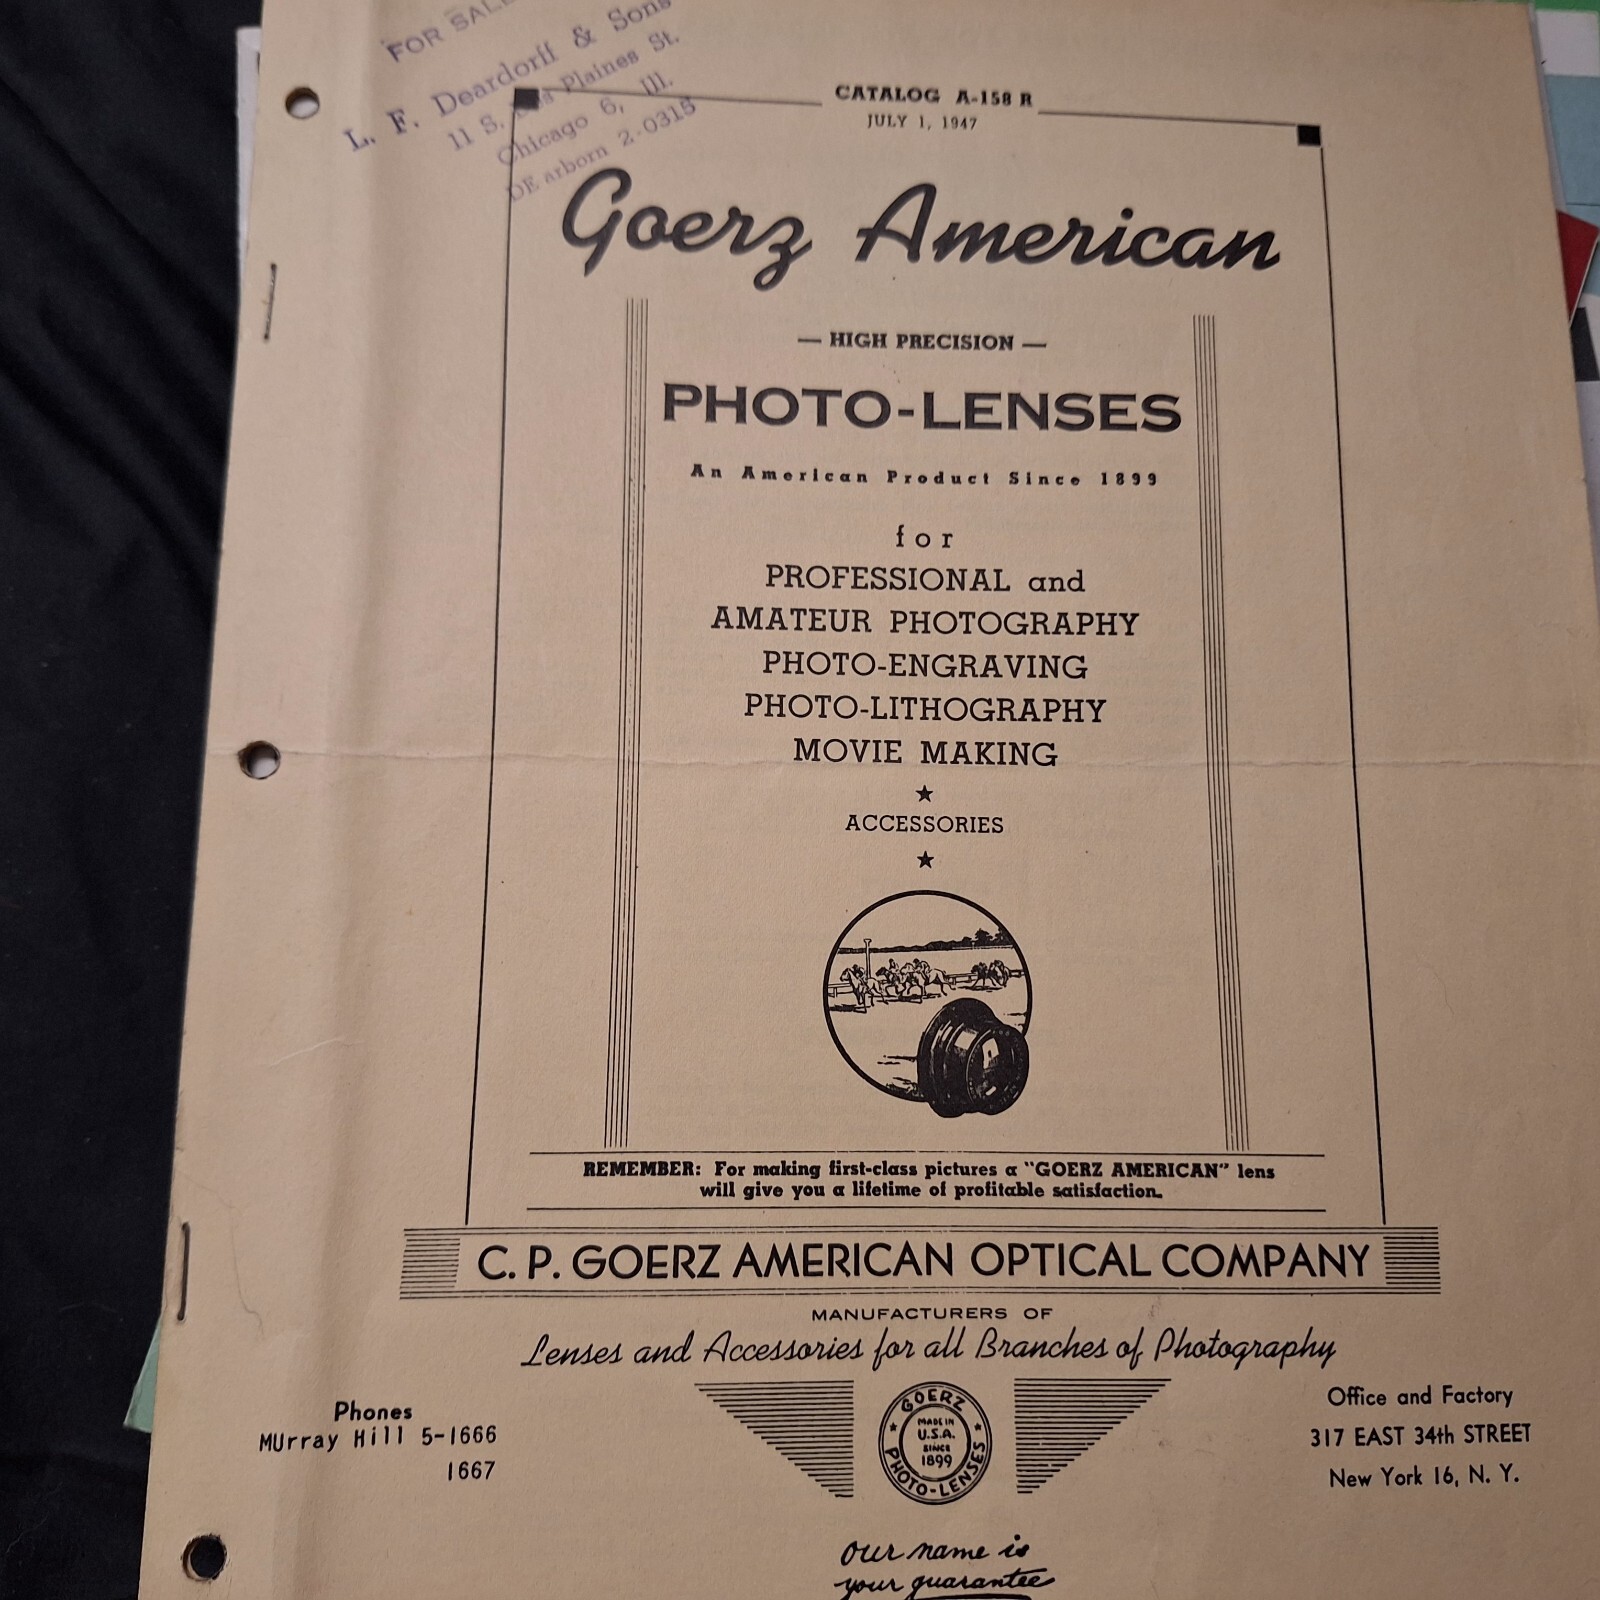 FOR SALE
L. F. Deardorff & Sons
11 S. Des Plaines St.
Chicago 6, Ill.
DEarborn 2-0315
CATALOG A-158 R
JULY 1, 1947
Goerz American
— HIGH PRECISION —
PHOTO-LENSES
An American Product Since 1899
for
PROFESSIONAL and
AMATEUR PHOTOGRAPHY
PHOTO-ENGRAVING
PHOTO-LITHOGRAPHY
MOVIE MAKING
★
ACCESSORIES
★
REMEMBER: For making first-class pictures a "GOERZ AMERICAN" lens
will give you a lifetime of profitable satisfaction.
C. P. GOERZ AMERICAN OPTICAL COMPANY
MANUFACTURERS OF
Lenses and Accessories for all Branches of Photography
Phones
MUrray Hill 5-1666
1667
GOERZ
MADE IN
U.S.A.
SINCE
1899
PHOTO-LENSES
Office and Factory
317 EAST 34th STREET
New York 16, N. Y.
our name is
your guarantee